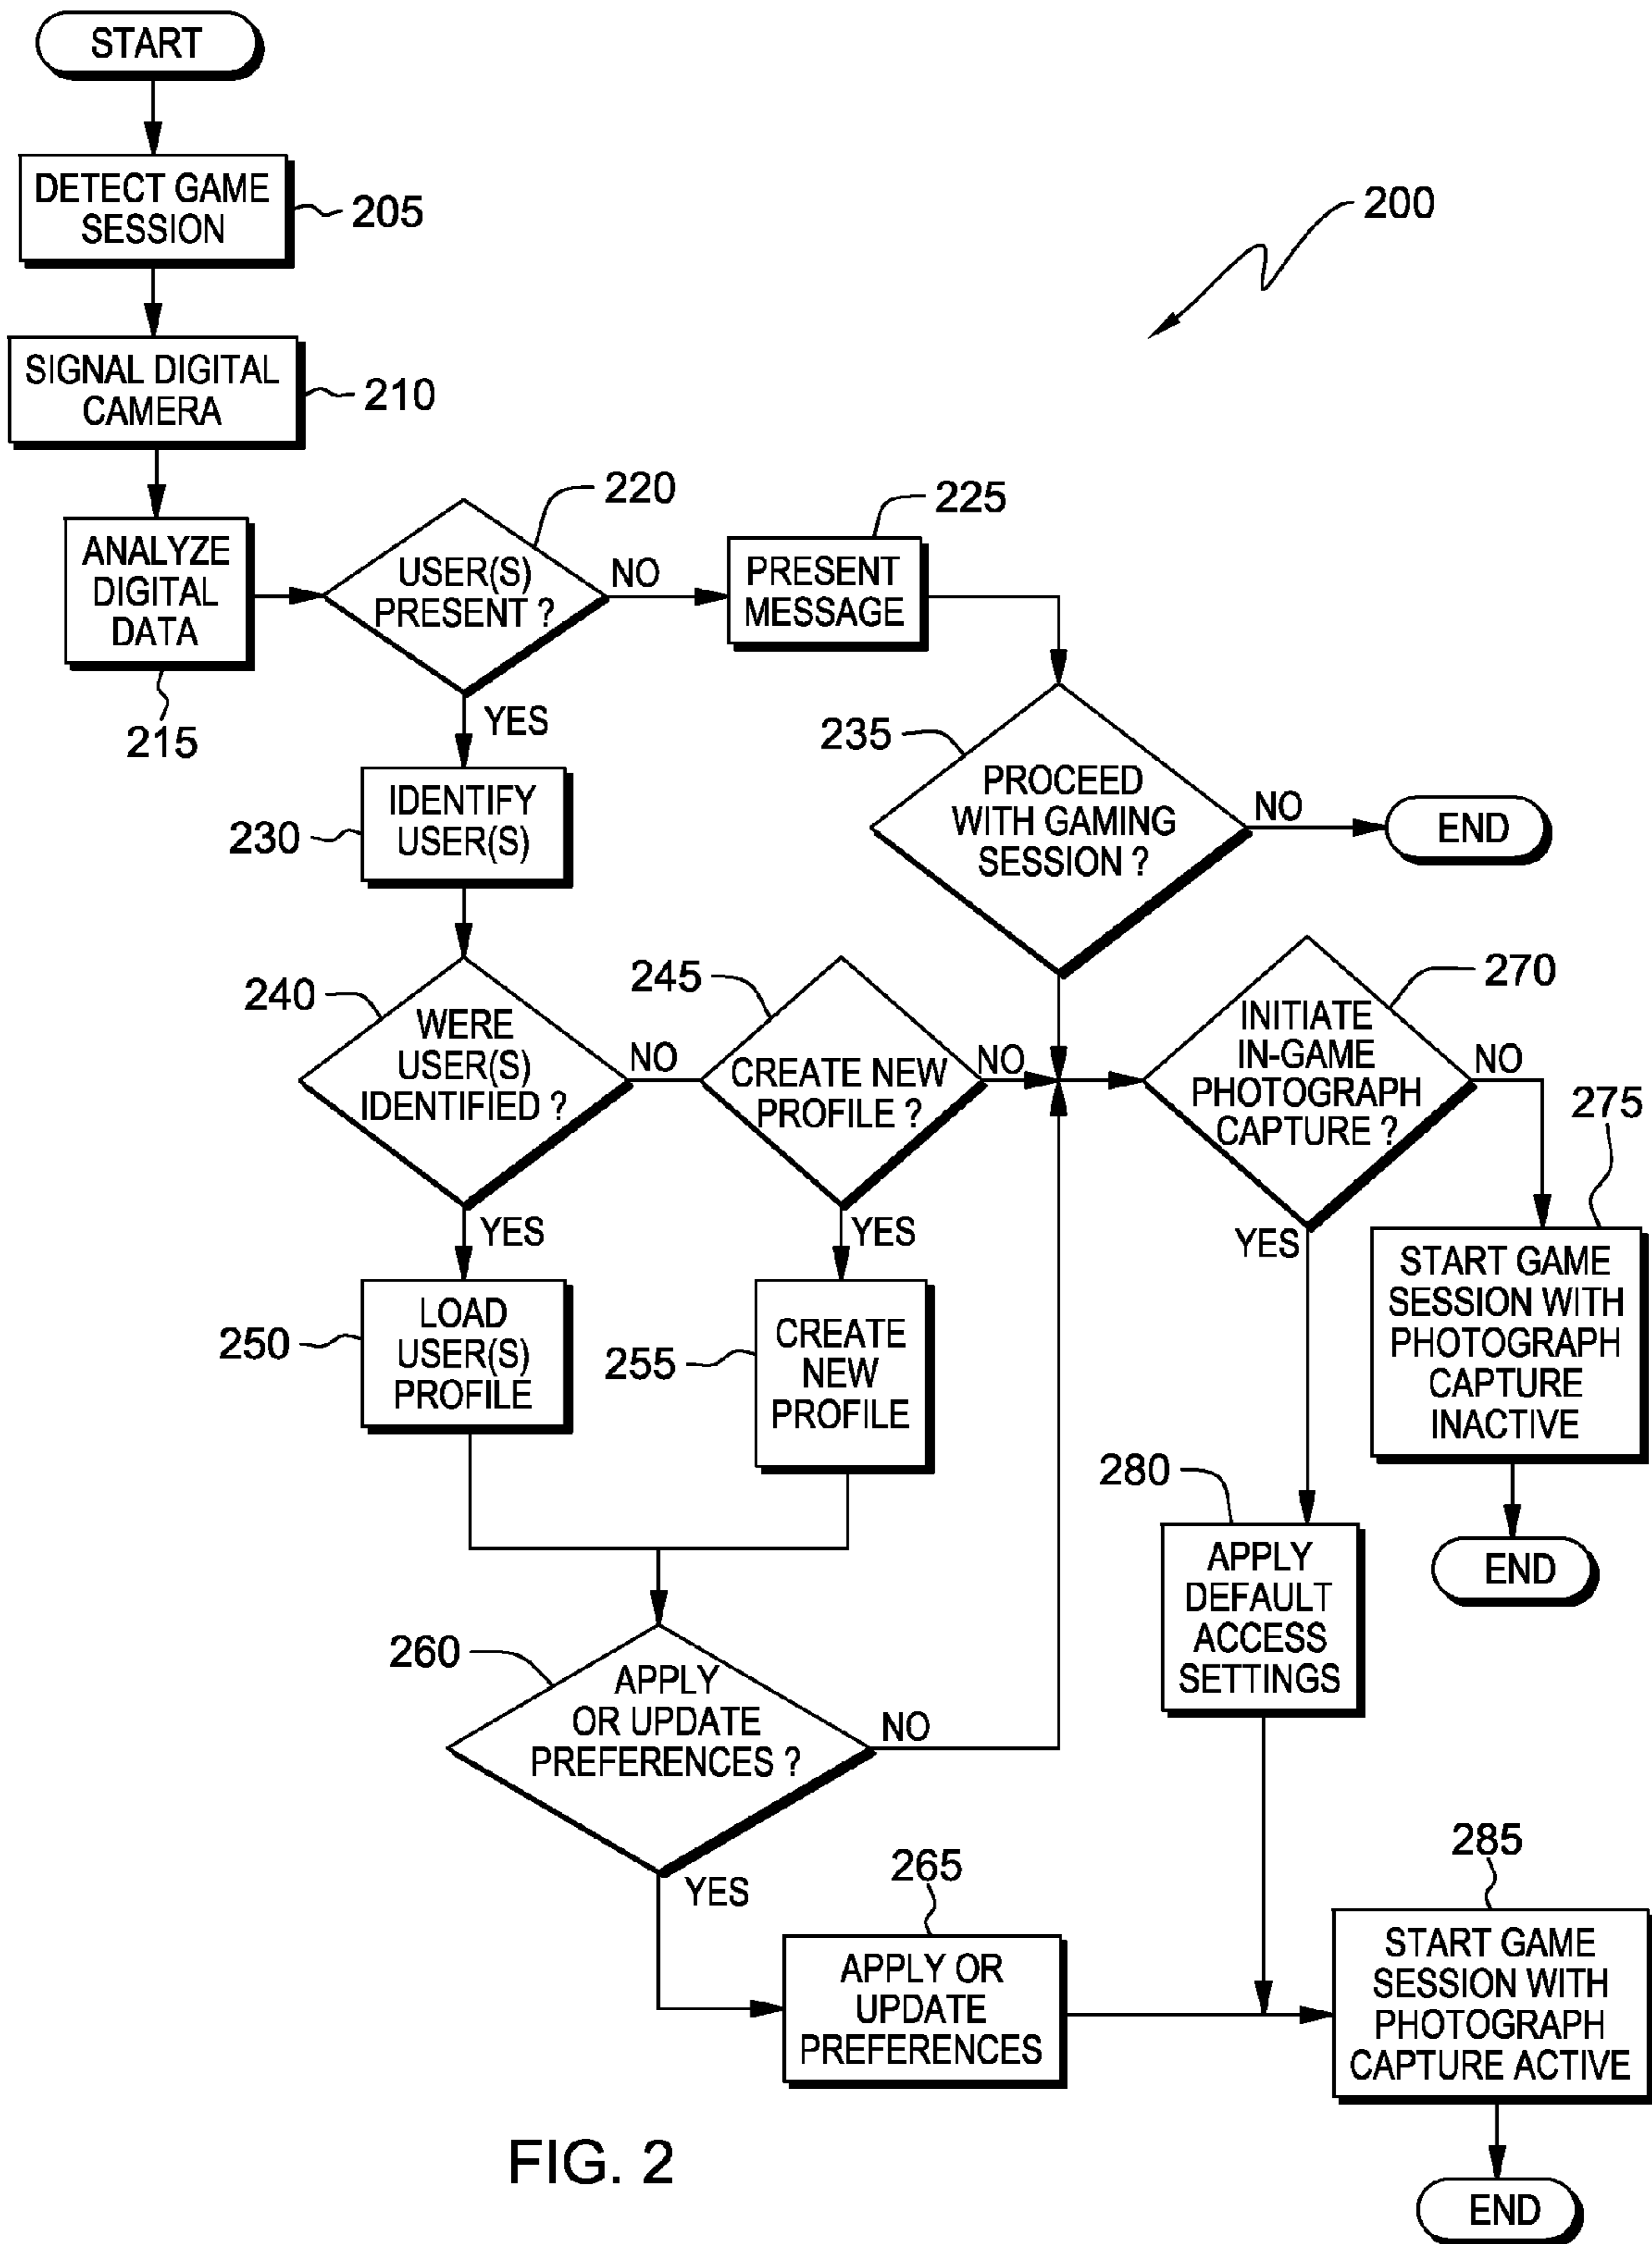 START
DETECT GAME
SESSION
205
200
SIGNAL DIGITAL
CAMERA
210
ANALYZE
DIGITAL
DATA
215
220
USER(S)
PRESENT ?
NO
YES
225
PRESENT
MESSAGE
230
IDENTIFY
USER(S)
235
PROCEED
WITH GAMING
SESSION ?
NO
END
240
WERE
USER(S)
IDENTIFIED ?
NO
YES
245
CREATE NEW
PROFILE ?
NO
YES
270
INITIATE
IN-GAME
PHOTOGRAPH
CAPTURE ?
NO
YES
275
START GAME
SESSION WITH
PHOTOGRAPH
CAPTURE
INACTIVE
END
250
LOAD
USER(S)
PROFILE
255
CREATE
NEW
PROFILE
280
APPLY
DEFAULT
ACCESS
SETTINGS
260
APPLY
OR UPDATE
PREFERENCES ?
NO
YES
265
APPLY OR
UPDATE
PREFERENCES
285
START GAME
SESSION WITH
PHOTOGRAPH
CAPTURE ACTIVE
END
FIG. 2